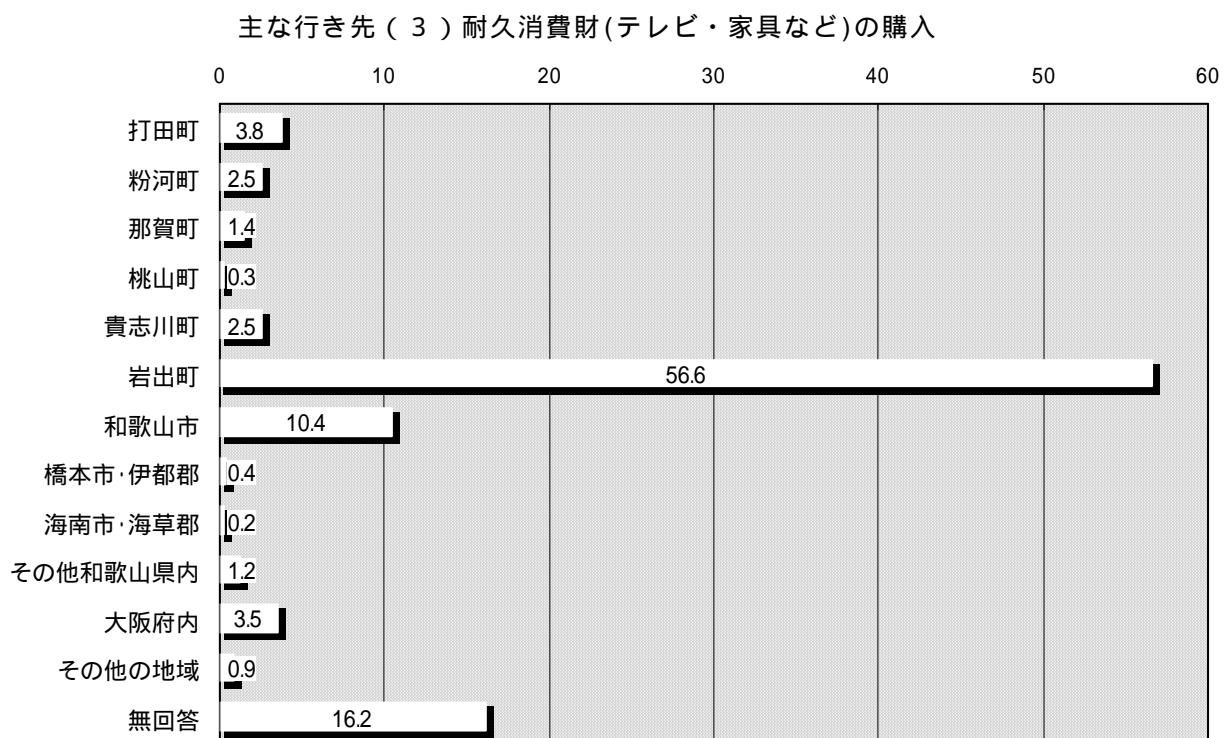 主な行き先（３）耐久消費財(テレビ・家具など)の購入
0 10 20 30 40 50 60
打田町 3.8
粉河町 2.5
那賀町 1.4
桃山町 0.3
貴志川町 2.5
岩出町 56.6
和歌山市 10.4
橋本市･伊都郡 0.4
海南市･海草郡 0.2
その他和歌山県内 1.2
大阪府内 3.5
その他の地域 0.9
無回答 16.2